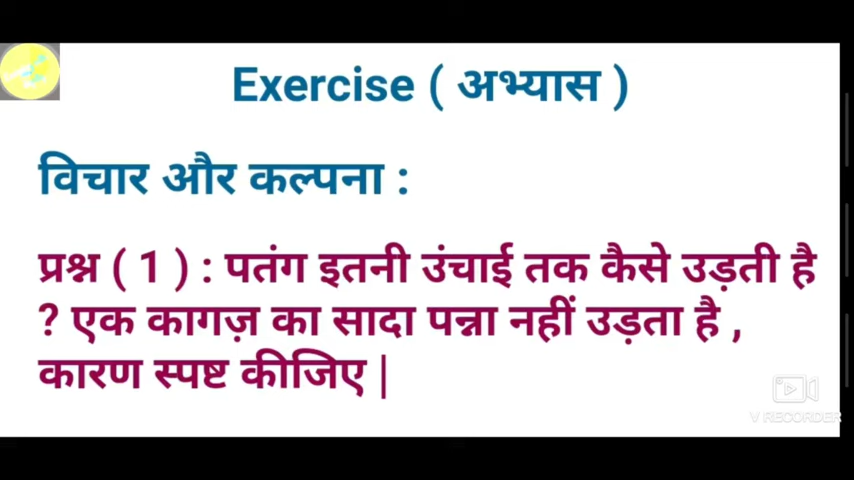 Exercise ( अभ्यास )
विचार और कल्पना :
प्रश्न ( 1 ) : पतंग इतनी उंचाई तक कैसे उड़ती है
? एक कागज़ का सादा पन्ना नहीं उड़ता है ,
कारण स्पष्ट कीजिए |
V RECORDER